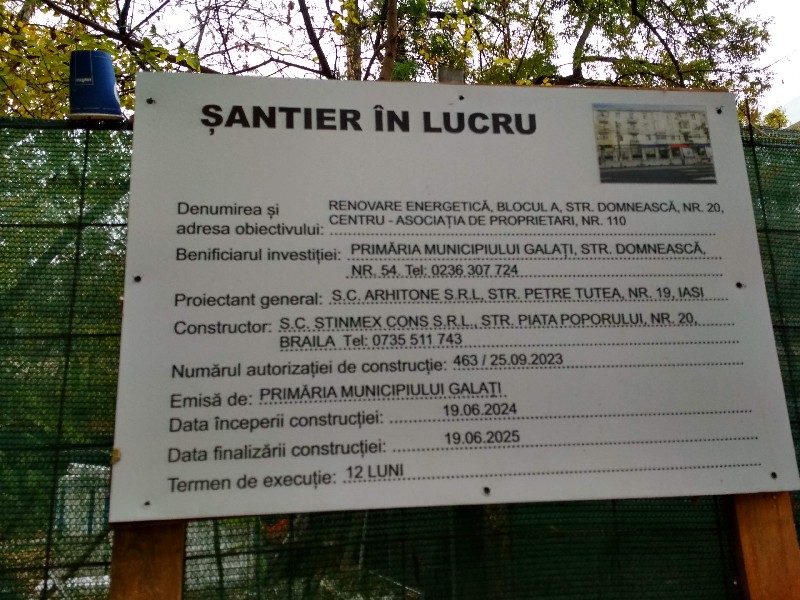 ȘANTIER ÎN LUCRU
Denumirea și
adresa obiectivului:
RENOVARE ENERGETICĂ, BLOCUL A, STR. DOMNEASCĂ, NR. 20,
CENTRU - ASOCIAȚIA DE PROPRIETARI, NR. 110
Beneficiarul investiției: PRIMĂRIA MUNICIPIULUI GALAȚI, STR. DOMNEASCĂ,
NR. 54. Tel: 0236 307 724
Proiectant general: S.C. ARHITONE S.R.L, STR. PETRE TUTEA, NR. 19, IASI
Constructor: S.C. STINMEX CONS S.R.L., STR. PIATA POPORULUI, NR. 20,
BRAILA Tel: 0735 511 743
Numărul autorizației de construcție: 463 / 25.09.2023
Emisă de: PRIMĂRIA MUNICIPIULUI GALAȚI
Data începerii construcției: 19.06.2024
Data finalizării construcției: 19.06.2025
Termen de execuție: 12 LUNI